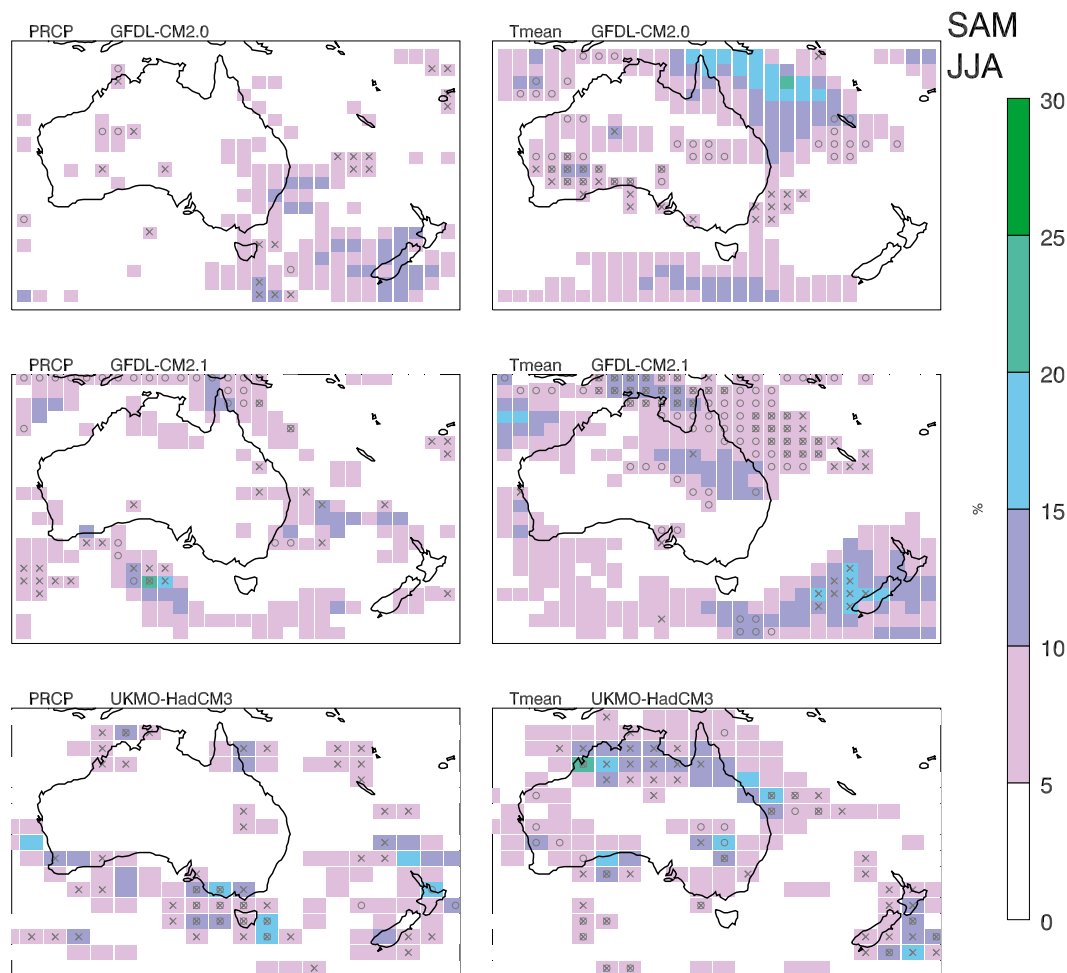 PRCP GFDL-CM2.0
Tmean GFDL-CM2.0
SAM
JJA
PRCP GFDL-CM2.1
Tmean GFDL-CM2.1
PRCP UKMO-HadCM3
Tmean UKMO-HadCM3
30
25
20
15
10
5
0
%